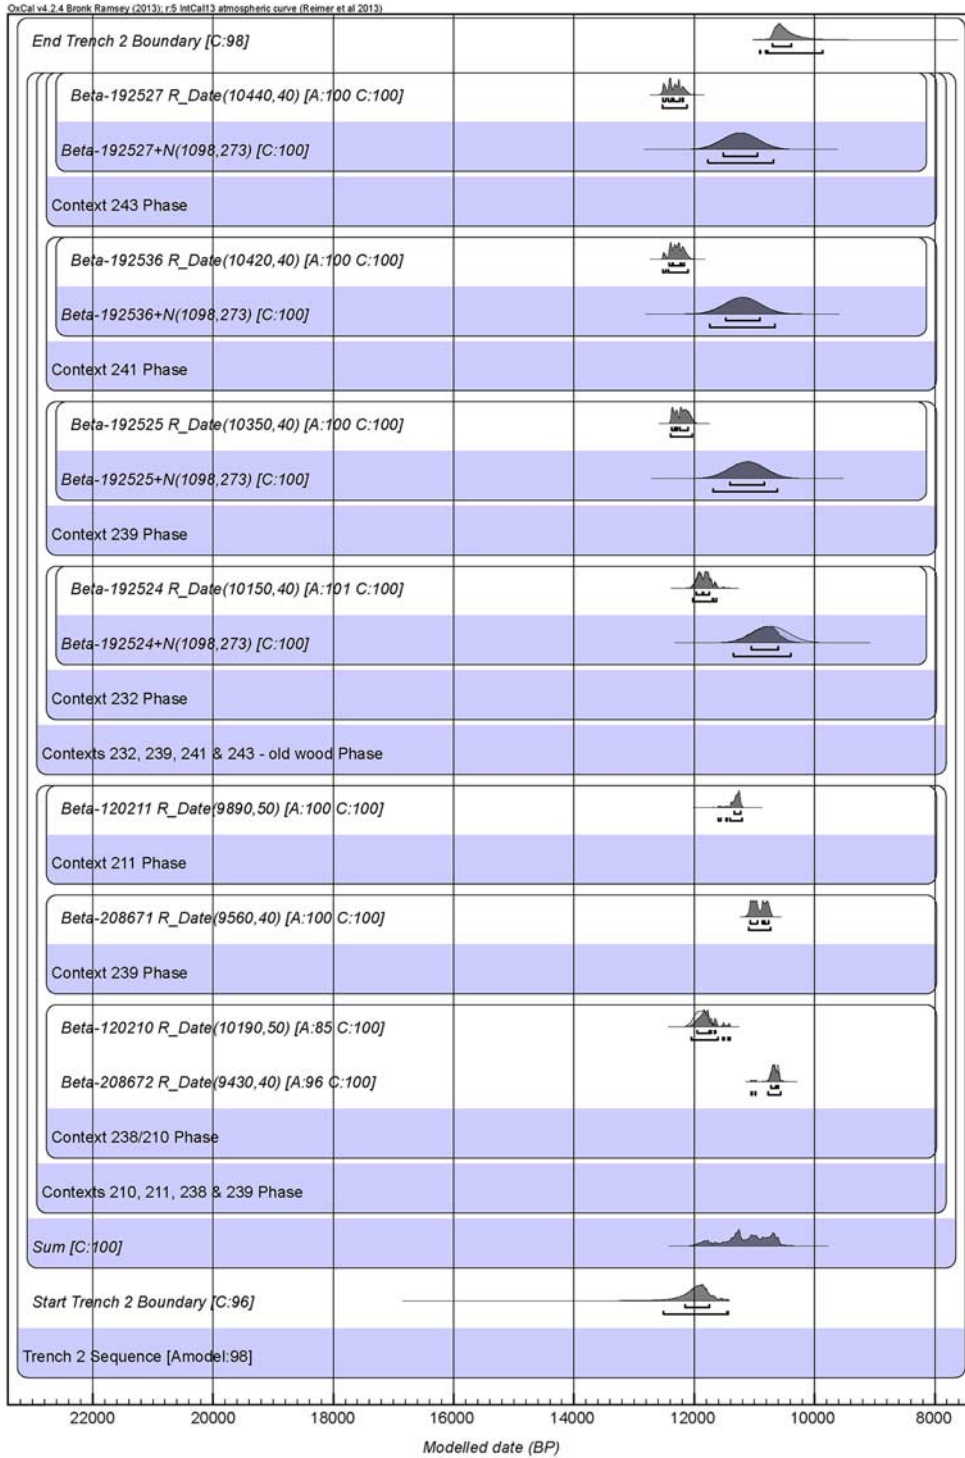 OxCal v4.2.4 Bronk Ramsey (2013); r:5 IntCal13 atmospheric curve (Reimer et al 2013)
End Trench 2 Boundary [C:98]
Beta-192527 R_Date(10440,40) [A:100 C:100]
Beta-192527+N(1098,273) [C:100]
Context 243 Phase
Beta-192536 R_Date(10420,40) [A:100 C:100]
Beta-192536+N(1098,273) [C:100]
Context 241 Phase
Beta-192525 R_Date(10350,40) [A:100 C:100]
Beta-192525+N(1098,273) [C:100]
Context 239 Phase
Beta-192524 R_Date(10150,40) [A:101 C:100]
Beta-192524+N(1098,273) [C:100]
Context 232 Phase
Contexts 232, 239, 241 & 243 - old wood Phase
Beta-120211 R_Date(9890,50) [A:100 C:100]
Context 211 Phase
Beta-208671 R_Date(9560,40) [A:100 C:100]
Context 239 Phase
Beta-120210 R_Date(10190,50) [A:85 C:100]
Beta-208672 R_Date(9430,40) [A:96 C:100]
Context 238/210 Phase
Contexts 210, 211, 238 & 239 Phase
Sum [C:100]
Start Trench 2 Boundary [C:96]
Trench 2 Sequence [Amodel:98]
22000 20000 18000 16000 14000 12000 10000 8000
Modelled date (BP)